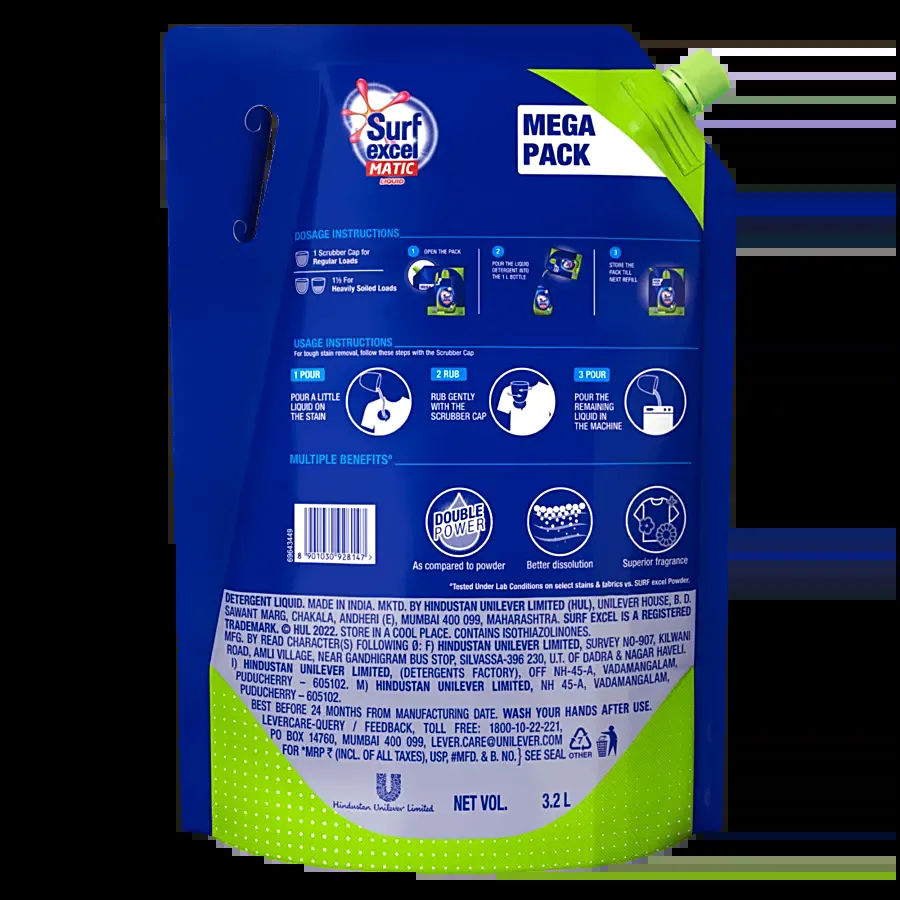 Surf
excel
MATIC
LIQUID
MEGA
PACK
DOSAGE INSTRUCTIONS
1 Scrubber Cap for
Regular Loads
1½ For
Heavily Soiled Loads
1 OPEN THE PACK
2
POUR THE LIQUID
DETERGENT INTO
THE 1 L BOTTLE
3
STORE THE
PACK TILL
NEXT REFILL
USAGE INSTRUCTIONS
For tough stain removal, follow these steps with the Scrubber Cap
1 POUR
POUR A LITTLE
LIQUID ON
THE STAIN
2 RUB
RUB GENTLY
WITH THE
SCRUBBER CAP
3 POUR
POUR THE
REMAINING
LIQUID IN
THE MACHINE
MULTIPLE BENEFITS*
69643449
8 901030 928147 >
DOUBLE
POWER
As compared to powder
Better dissolution
Superior fragrance
*Tested Under Lab Conditions on select stains & fabrics vs. SURF excel Powder.
DETERGENT LIQUID. MADE IN INDIA. MKTD. BY HINDUSTAN UNILEVER LIMITED (HUL), UNILEVER HOUSE, B. D.
SAWANT MARG, CHAKALA, ANDHERI (E), MUMBAI 400 099, MAHARASHTRA. SURF EXCEL IS A REGISTERED
TRADEMARK. © HUL 2022. STORE IN A COOL PLACE. CONTAINS ISOTHIAZOLINONES.
MFG. BY READ CHARACTER(S) FOLLOWING Ø: F) HINDUSTAN UNILEVER LIMITED, SURVEY NO-907, KILWANI
ROAD, AMLI VILLAGE, NEAR GANDHIGRAM BUS STOP, SILVASSA-396 230, U.T. OF DADRA & NAGAR HAVELI.
I) HINDUSTAN UNILEVER LIMITED, (DETERGENTS FACTORY), OFF NH-45-A, VADAMANGALAM,
PUDUCHERRY – 605102. M) HINDUSTAN UNILEVER LIMITED, NH 45-A, VADAMANGALAM,
PUDUCHERRY – 605102.
BEST BEFORE 24 MONTHS FROM MANUFACTURING DATE. WASH YOUR HANDS AFTER USE.
LEVERCARE-QUERY / FEEDBACK, TOLL FREE: 1800-10-22-221,
PO BOX 14760, MUMBAI 400 099, LEVER.CARE@UNILEVER.COM
FOR *MRP ₹ (INCL. OF ALL TAXES), USP, #MFD. & B. NO.} SEE SEAL
OTHER
Hindustan Unilever Limited
NET VOL. 3.2 L